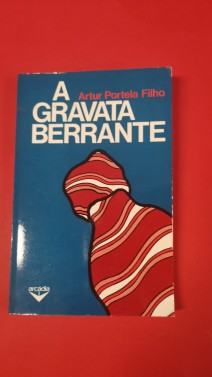 A
Artur Portela Filho
GRAVATA
BERRANTE
arcádia